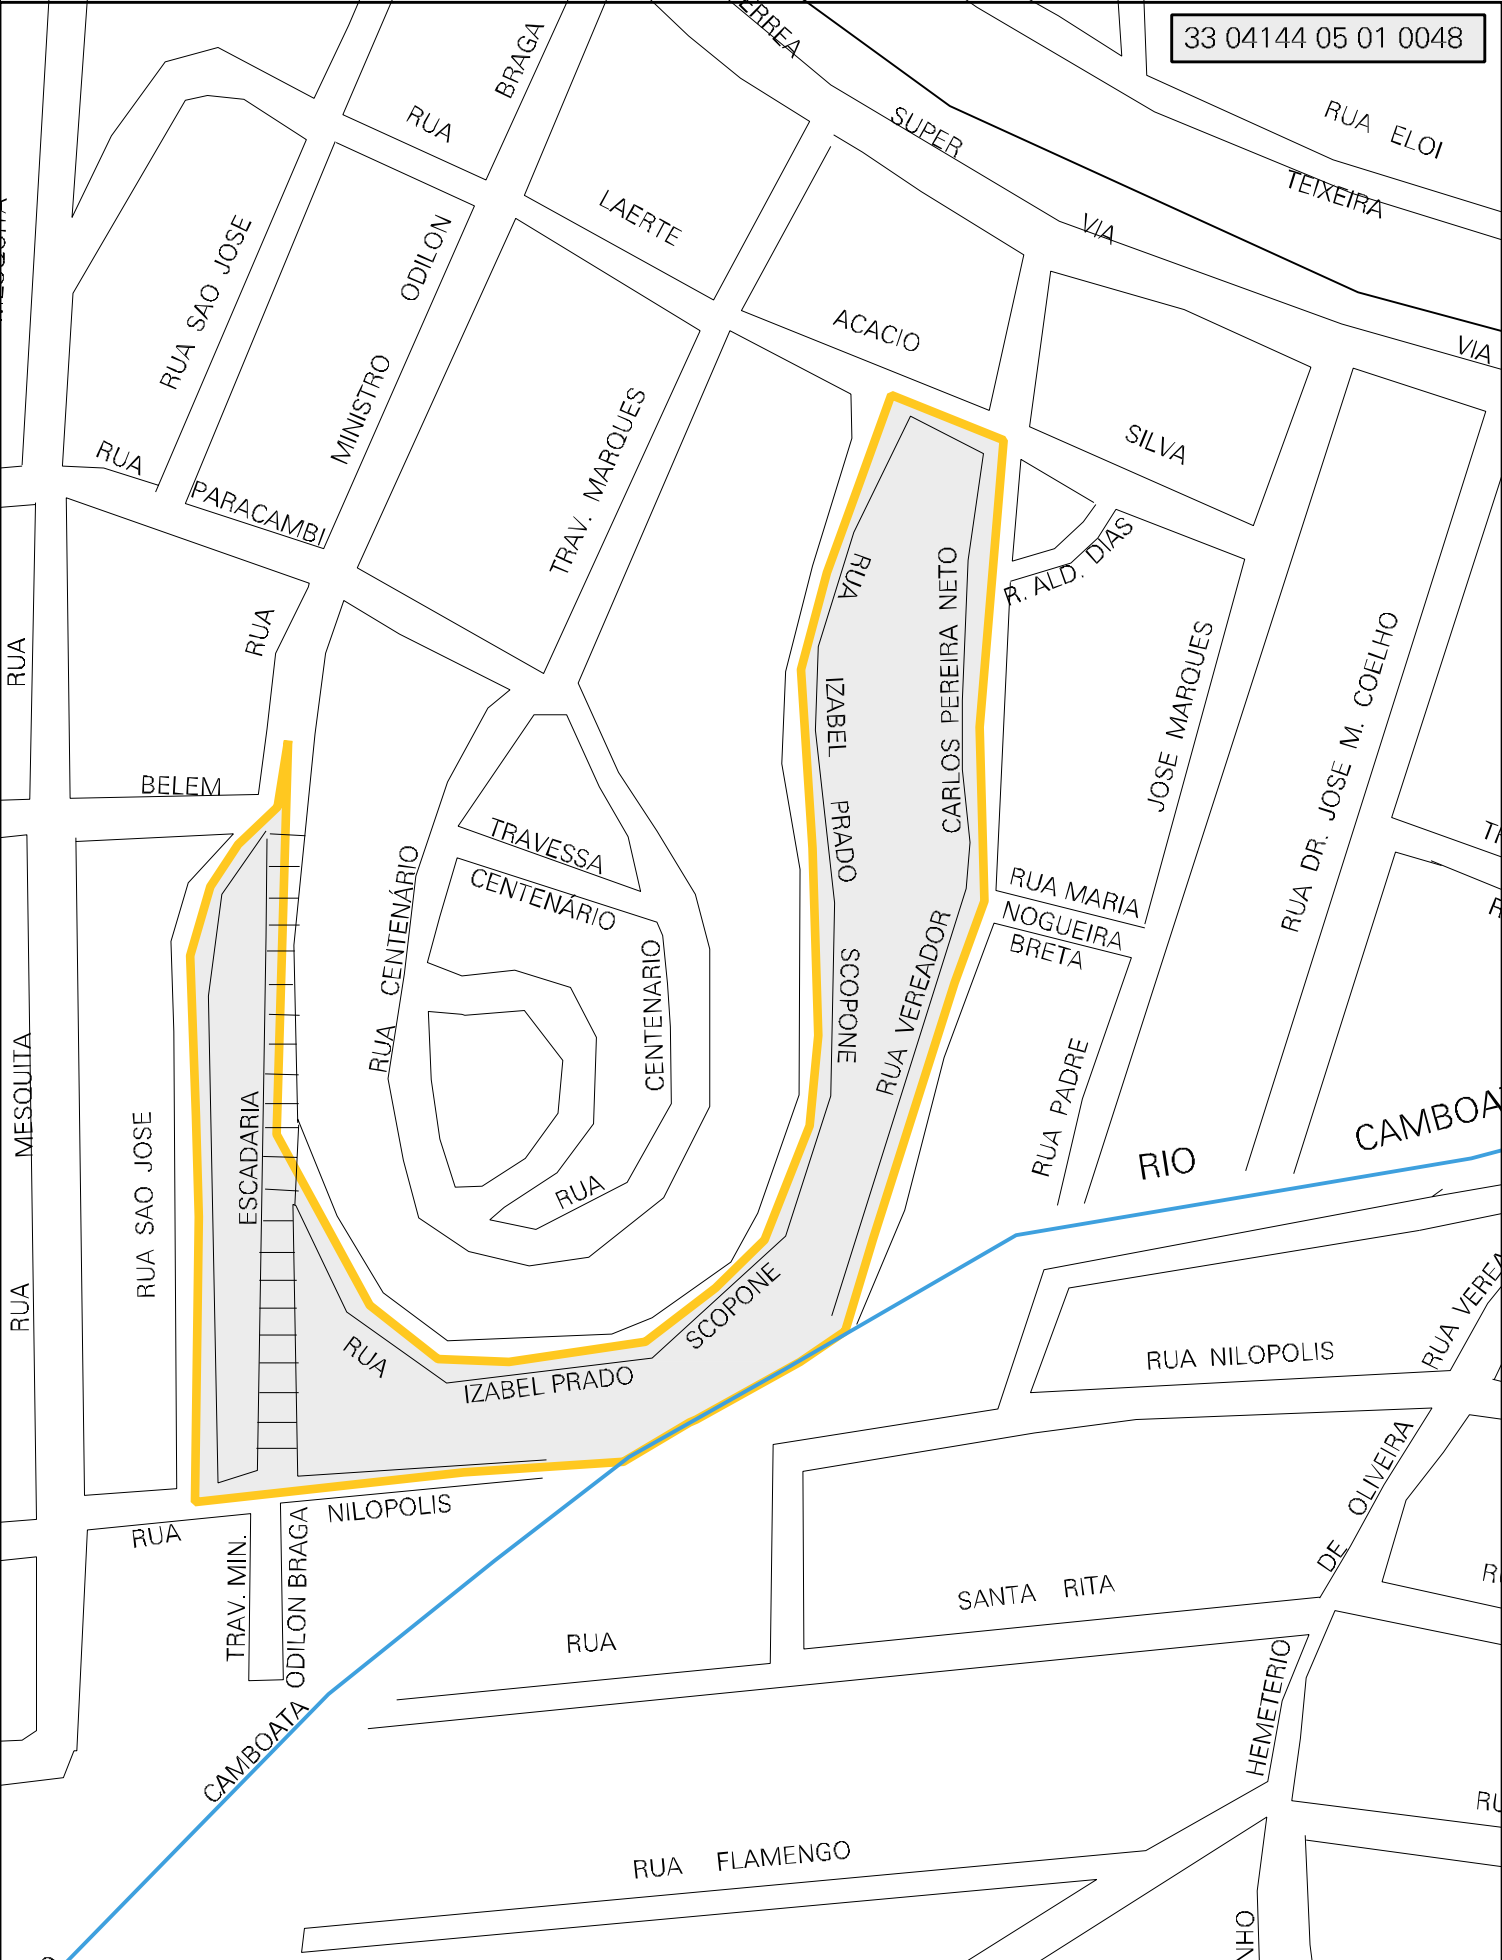 33 04144 05 01 0048
BRAGA
RUA
SUPER
RUA ELOI
TEIXEIRA
LAERTE
VIA
VIA
ODILON
RUA SAO JOSE
ACACIO
MINISTRO
TRAV. MARQUES
SILVA
RUA
PARACAMBI
R. ALD. DIAS
RUA
RUA
RUA
IZABEL
PRADO
SCOPONE
CARLOS PEREIRA NETO
RUA VEREADOR
JOSE MARQUES
RUA DR. JOSE M. COELHO
BELEM
TRAVESSA
CENTENÁRIO
RUA CENTENÁRIO
CENTENARIO
RUA
RUA MARIA
NOGUEIRA
BRETA
RUA PADRE
RUA MESQUITA
RUA SAO JOSE
ESCADARIA
RIO
RUA
IZABEL PRADO
SCOPONE
RUA NILOPOLIS
NILOPOLIS
RUA
TRAV. MIN.
ODILON BRAGA
DE OLIVEIRA
SANTA RITA
RUA
HEMETERIO
CAMBOATA
RUA FLAMENGO